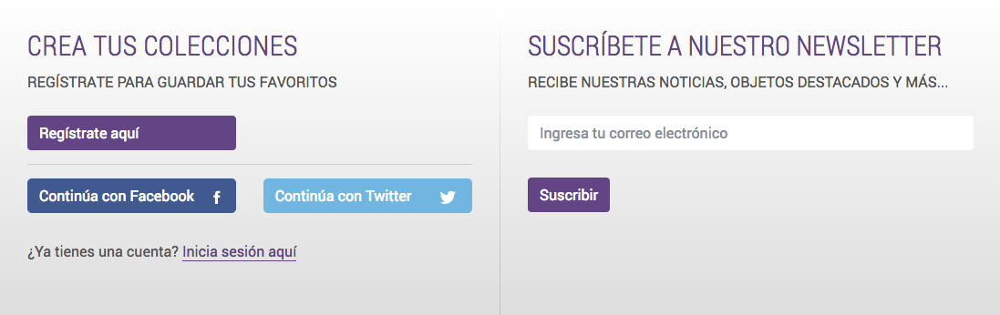 CREA TUS COLECCIONES
REGÍSTRATE PARA GUARDAR TUS FAVORITOS
Regístrate aquí
Continúa con Facebook
Continúa con Twitter
¿Ya tienes una cuenta? Inicia sesión aquí
SUSCRÍBETE A NUESTRO NEWSLETTER
RECIBE NUESTRAS NOTICIAS, OBJETOS DESTACADOS Y MÁS...
Ingresa tu correo electrónico
Suscribir